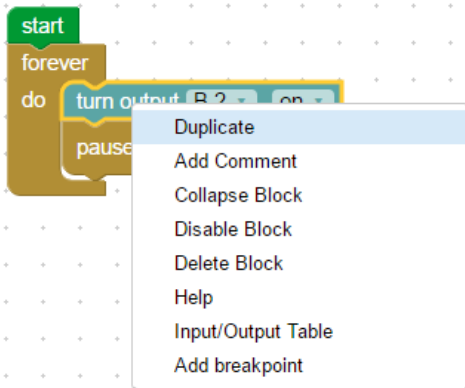 start
forever
do turn output B.2 on
pause
Duplicate
Add Comment
Collapse Block
Disable Block
Delete Block
Help
Input/Output Table
Add breakpoint